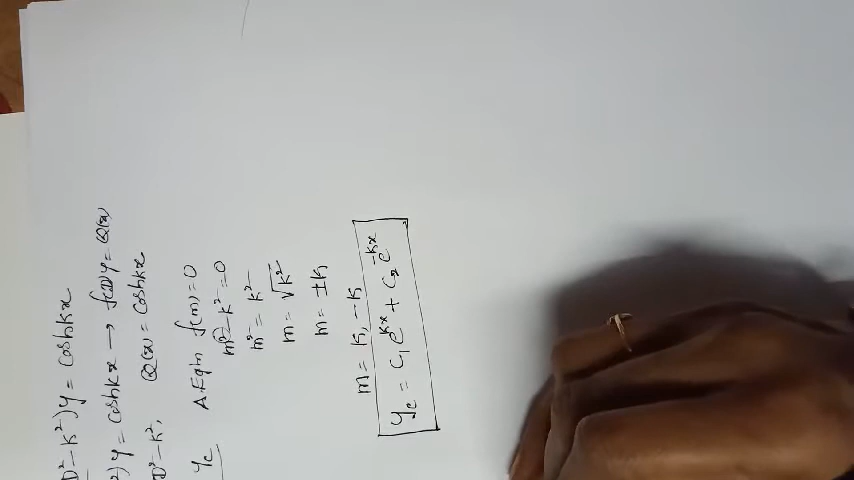 D²-K²)y = coshkx
²)y = coshkx → f(D)y = Q(x)
D²-K², Q(x) = coshkx
yc A.Eqn f(m)=0
m²-K²=0
m² = K²
m = √K²
m = ±K
m = K, -K
yc = C₁e^Kx + C₂e^-Kx